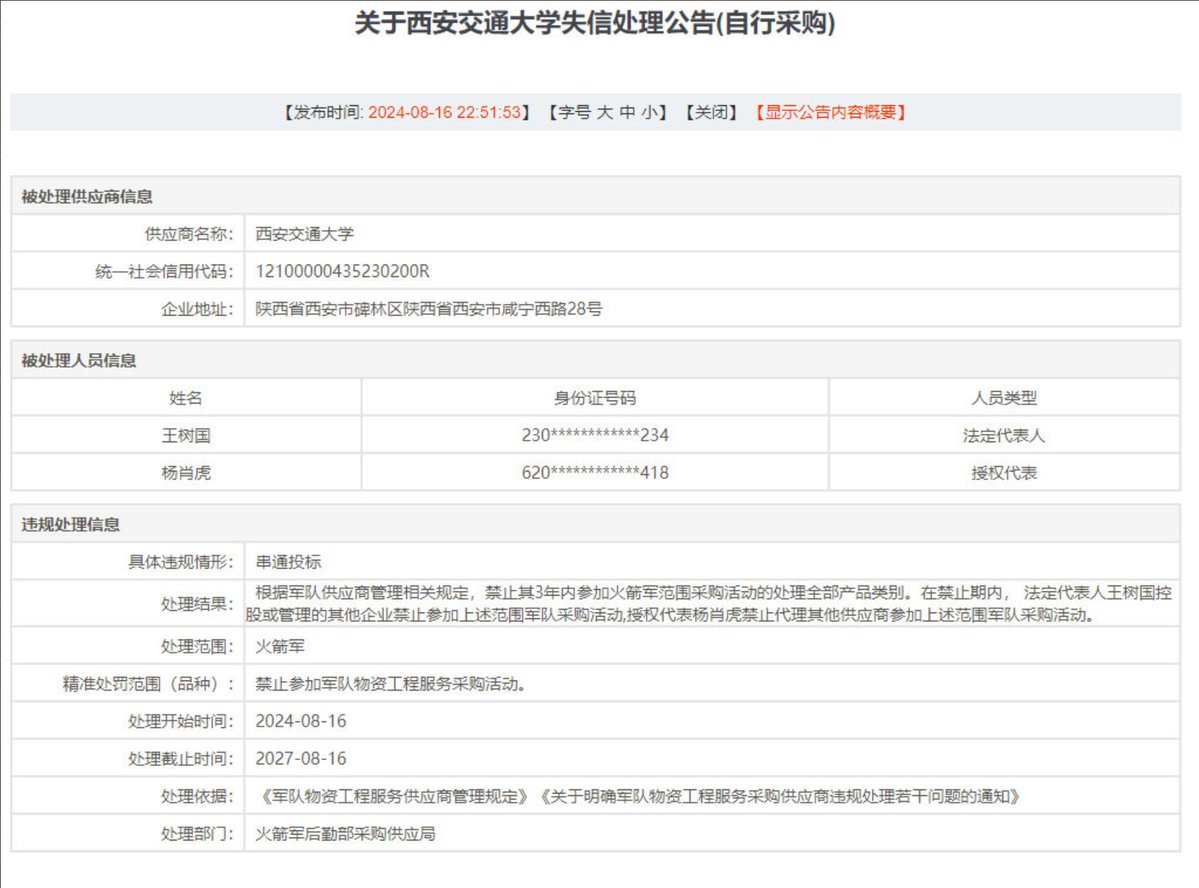 关于西安交通大学失信处理公告(自行采购)
【发布时间: 2024-08-16 22:51:53】 【字号 大 中 小】 【关闭】 【显示公告内容概要】
被处理供应商信息
供应商名称: 西安交通大学
统一社会信用代码: 12100000435230200R
企业地址: 陕西省西安市碑林区陕西省西安市咸宁西路28号
被处理人员信息
姓名 身份证号码 人员类型
王树国 230************234 法定代表人
杨肖虎 620************418 授权代表
违规处理信息
具体违规情形: 串通投标
处理结果: 根据军队供应商管理相关规定，禁止其3年内参加火箭军范围采购活动的处理全部产品类别。在禁止期内， 法定代表人王树国控
股或管理的其他企业禁止参加上述范围军队采购活动,授权代表杨肖虎禁止代理其他供应商参加上述范围军队采购活动。
处理范围: 火箭军
精准处罚范围（品种）: 禁止参加军队物资工程服务采购活动。
处理开始时间: 2024-08-16
处理截止时间: 2027-08-16
处理依据: 《军队物资工程服务供应商管理规定》《关于明确军队物资工程服务采购供应商违规处理若干问题的通知》
处理部门: 火箭军后勤部采购供应局